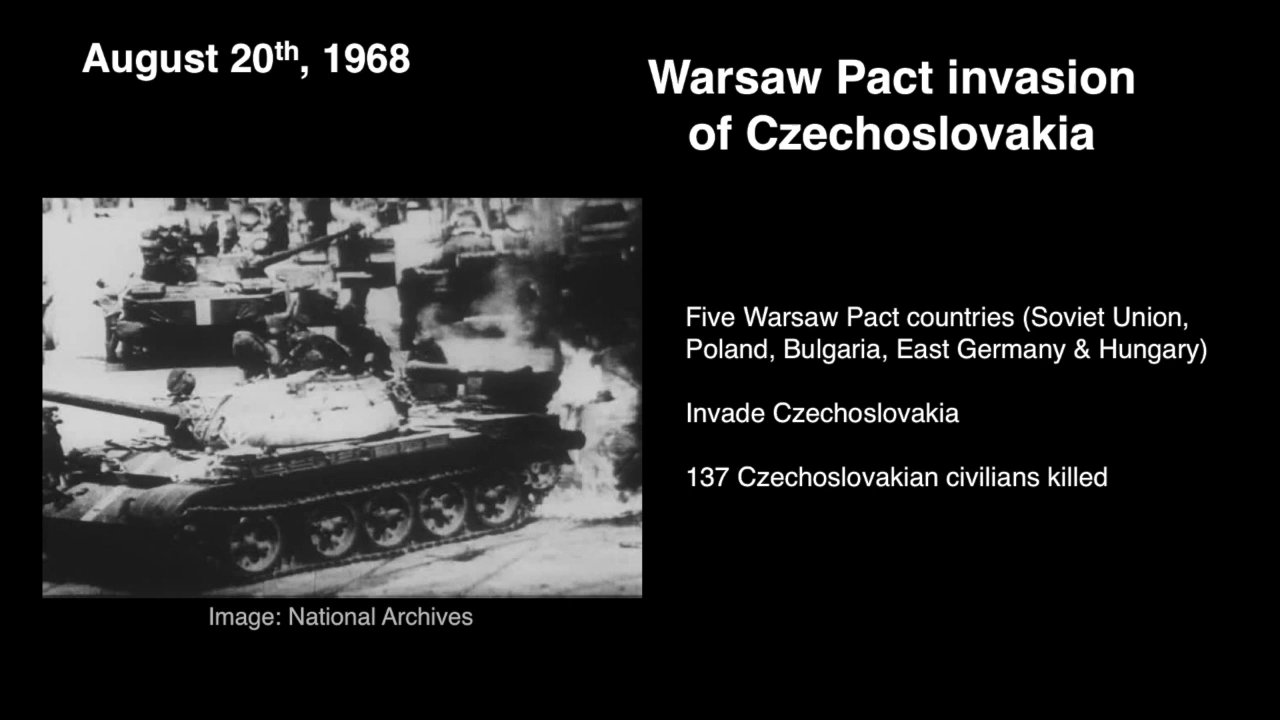 August 20th, 1968
Warsaw Pact invasion
of Czechoslovakia
Five Warsaw Pact countries (Soviet Union,
Poland, Bulgaria, East Germany & Hungary)
Invade Czechoslovakia
137 Czechoslovakian civilians killed
Image: National Archives